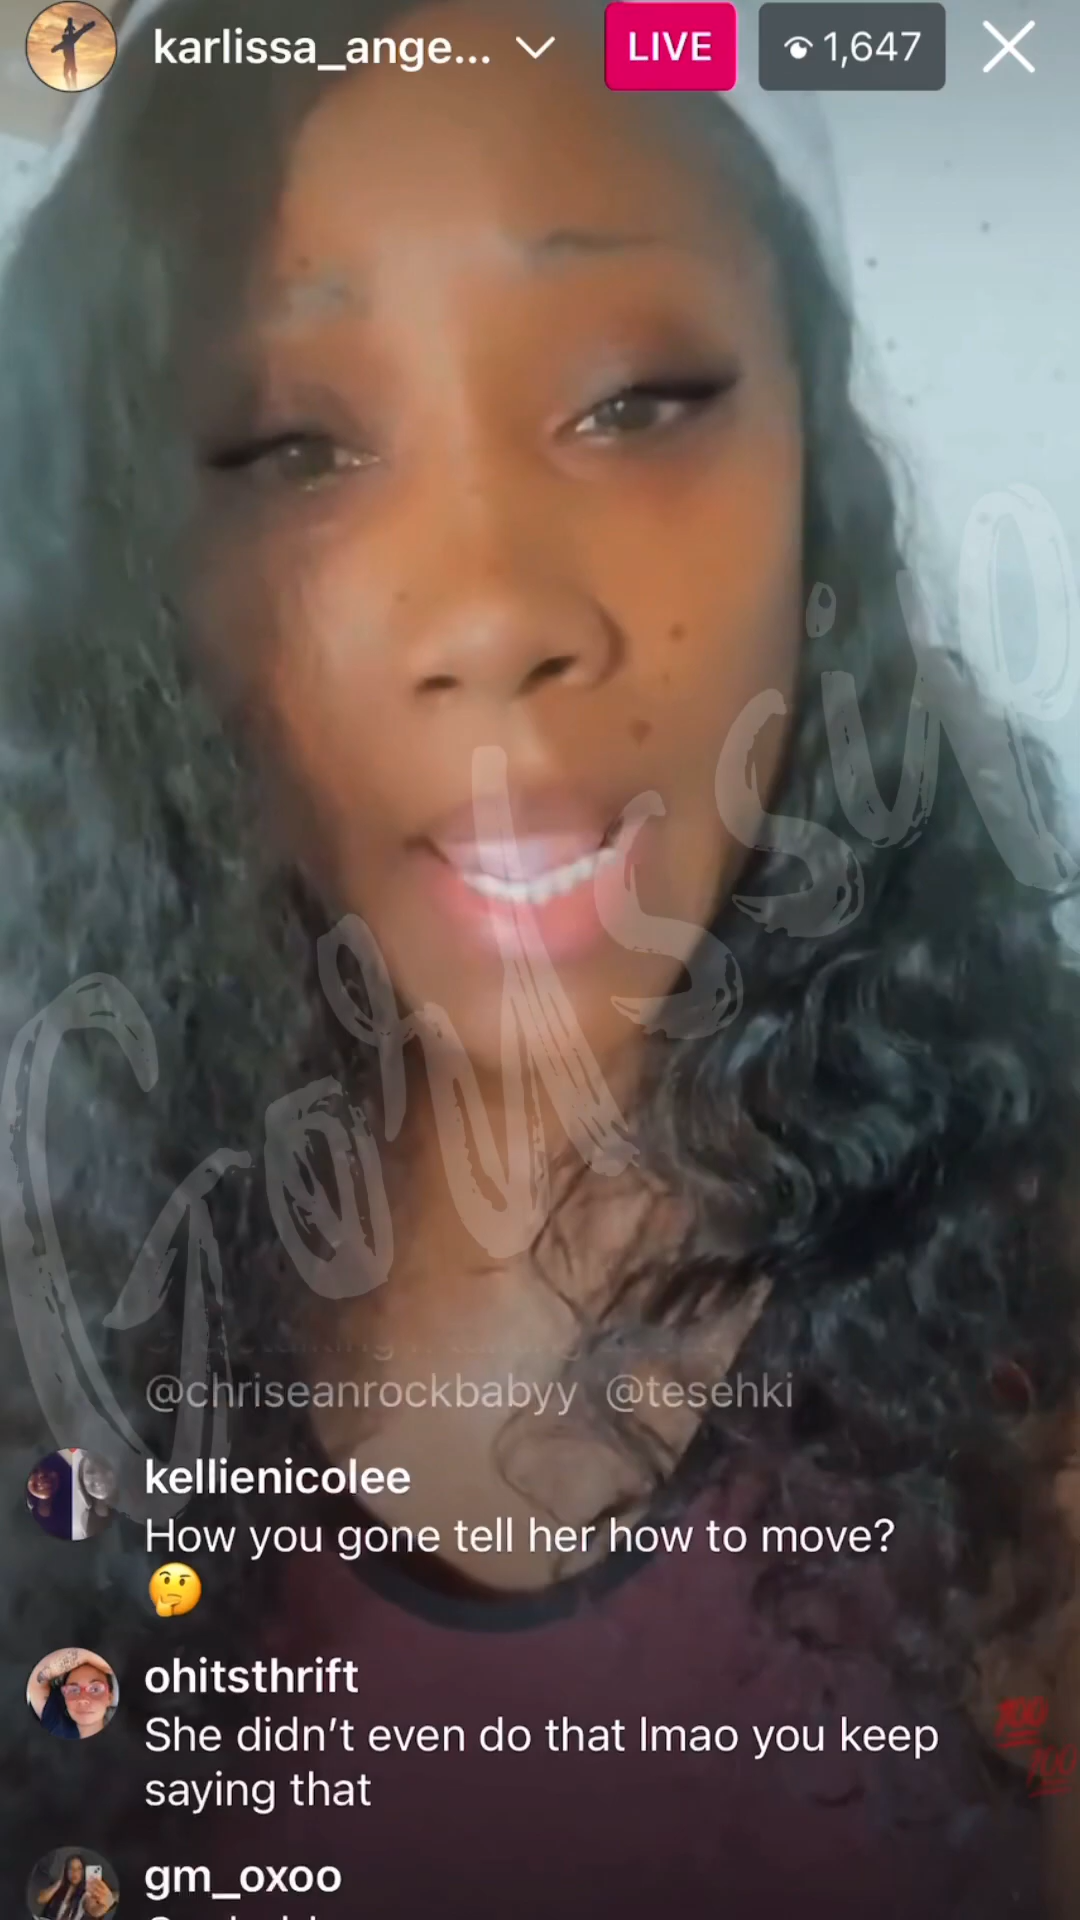 karlissa_ange...
LIVE
1,647
Gorlssip
@chriseanrockbabyy @tesehki
kellienicolee
How you gone tell her how to move?
🤔
ohitsthrift
She didn’t even do that lmao you keep
saying that
💯
💯
gm_oxoo